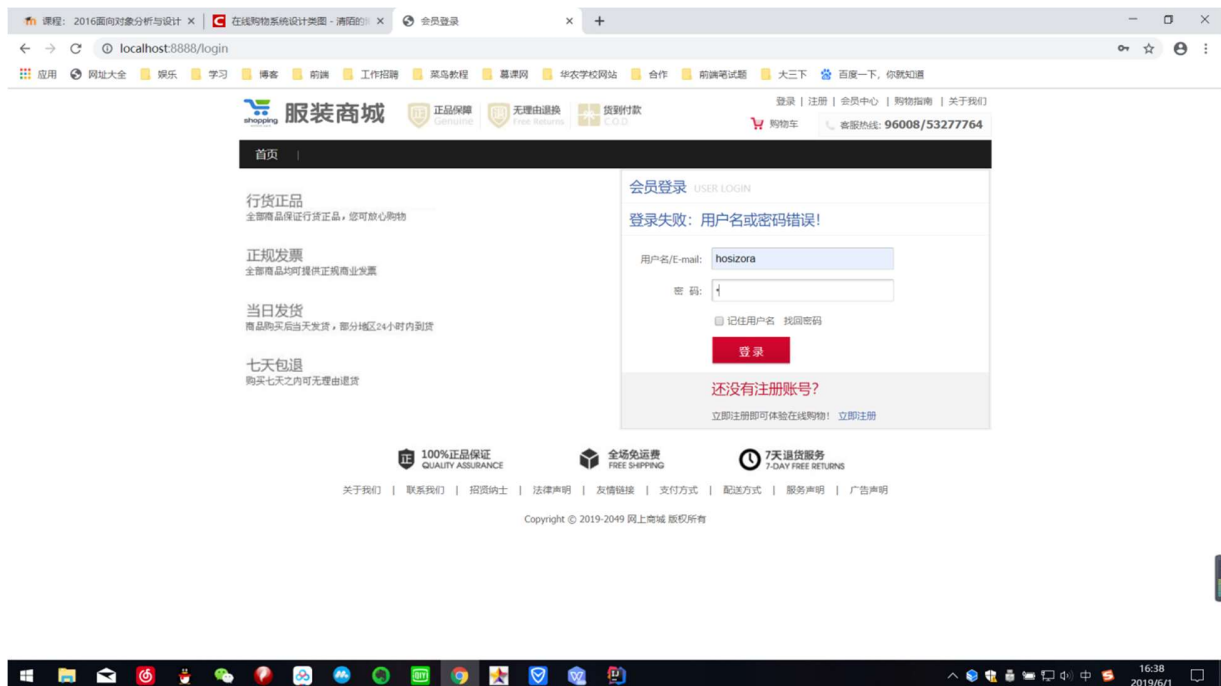 课程: 2016面向对象分析与设计
在线购物系统设计类图 - 清陌的
会员登录
localhost:8888/login
应用 网址大全 娱乐 学习 博客 前端 工作招聘 菜鸟教程 慕课网 华农学校网站 合作 前端笔试题 大三下 百度一下,你就知道
shopping 服装商城 正 正品保障 Genuine 无理由退换 Free Returns 货到付款 C.O.D
登录 | 注册 | 会员中心 | 购物指南 | 关于我们
购物车 客服热线: 96008/53277764
首页 |
行货正品
全部商品保证行货正品,您可放心购物
正规发票
全部商品均可提供正规商业发票
当日发货
商品购买后当天发货,部分地区24小时内到货
七天包退
购买七天之内可无理由退货
会员登录 USER LOGIN
登录失败: 用户名或密码错误!
用户名/E-mail: hosizora
密 码:
记住用户名 找回密码
登 录
还没有注册账号?
立即注册即可体验在线购物! 立即注册
正 100%正品保证 QUALITY ASSURANCE
全场免运费 FREE SHIPPING
7天退货服务 7-DAY FREE RETURNS
关于我们 | 联系我们 | 招贤纳士 | 法律声明 | 友情链接 | 支付方式 | 配送方式 | 服务声明 | 广告声明
Copyright © 2019-2049 网上商城 版权所有
中
16:38
2019/6/1